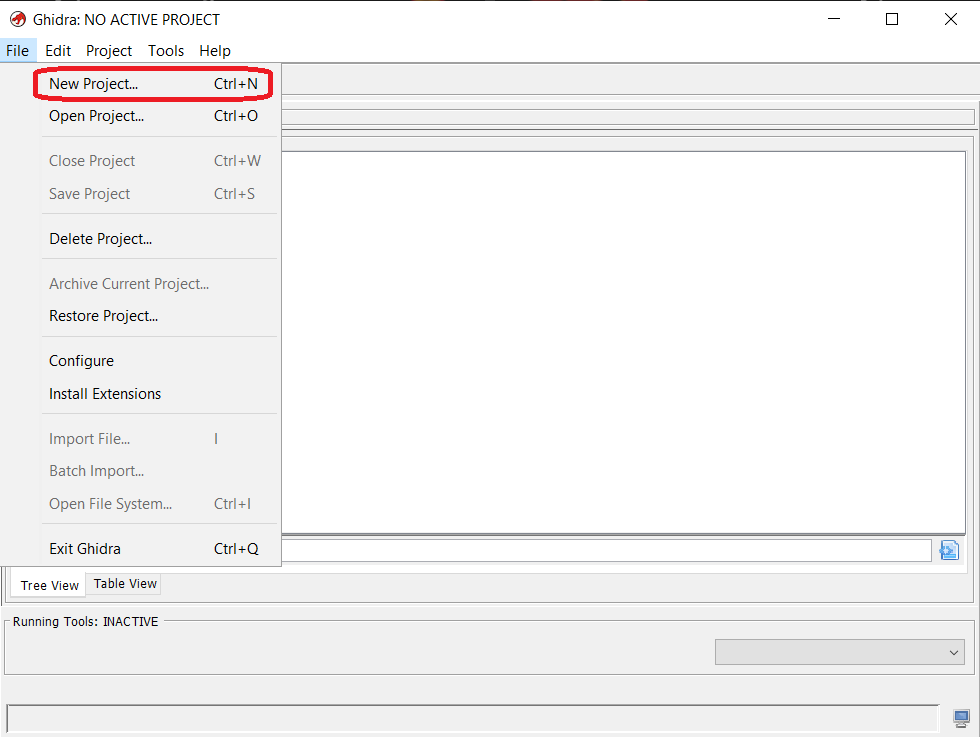 Ghidra: NO ACTIVE PROJECT
File Edit Project Tools Help
New Project... Ctrl+N
Open Project... Ctrl+O
Close Project Ctrl+W
Save Project Ctrl+S
Delete Project...
Archive Current Project...
Restore Project...
Configure
Install Extensions
Import File... I
Batch Import...
Open File System... Ctrl+I
Exit Ghidra Ctrl+Q
Tree View Table View
Running Tools: INACTIVE